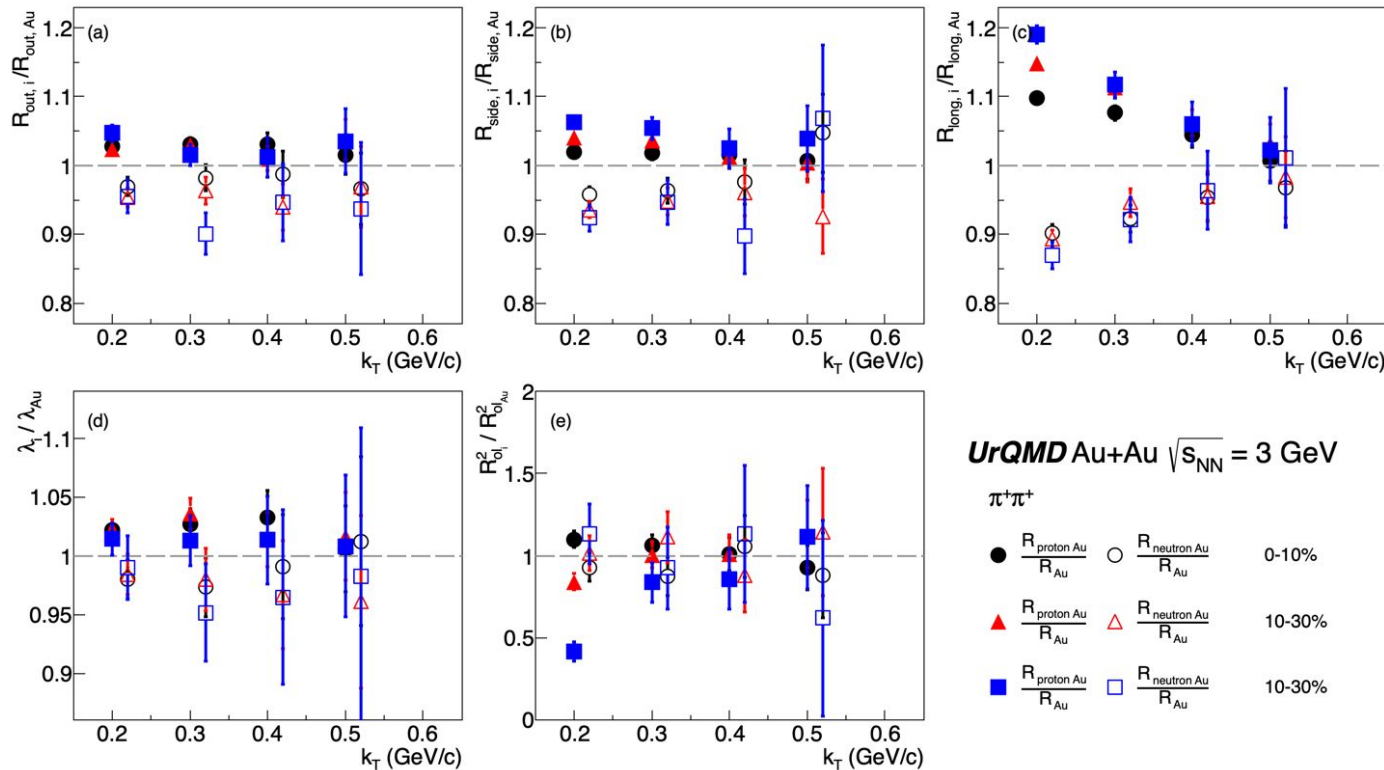 (a)
R_out, i / R_out, Au
1.2
1.1
1
0.9
0.8
0.2 0.3 0.4 0.5 0.6
k_T (GeV/c)
(b)
R_side, i / R_side, Au
1.2
1.1
1
0.9
0.8
0.2 0.3 0.4 0.5 0.6
k_T (GeV/c)
(c)
R_long, i / R_long, Au
1.2
1.1
1
0.9
0.8
0.2 0.3 0.4 0.5 0.6
k_T (GeV/c)
(d)
λ_i / λ_Au
1.1
1.05
1
0.95
0.9
0.2 0.3 0.4 0.5 0.6
k_T (GeV/c)
(e)
R²_ol_i / R²_ol_Au
2
1.5
1
0.5
0
0.2 0.3 0.4 0.5 0.6
k_T (GeV/c)
UrQMD Au+Au √s_NN = 3 GeV
π⁺π⁺
R_proton Au / R_Au R_neutron Au / R_Au 0-10%
R_proton Au / R_Au R_neutron Au / R_Au 10-30%
R_proton Au / R_Au R_neutron Au / R_Au 10-30%